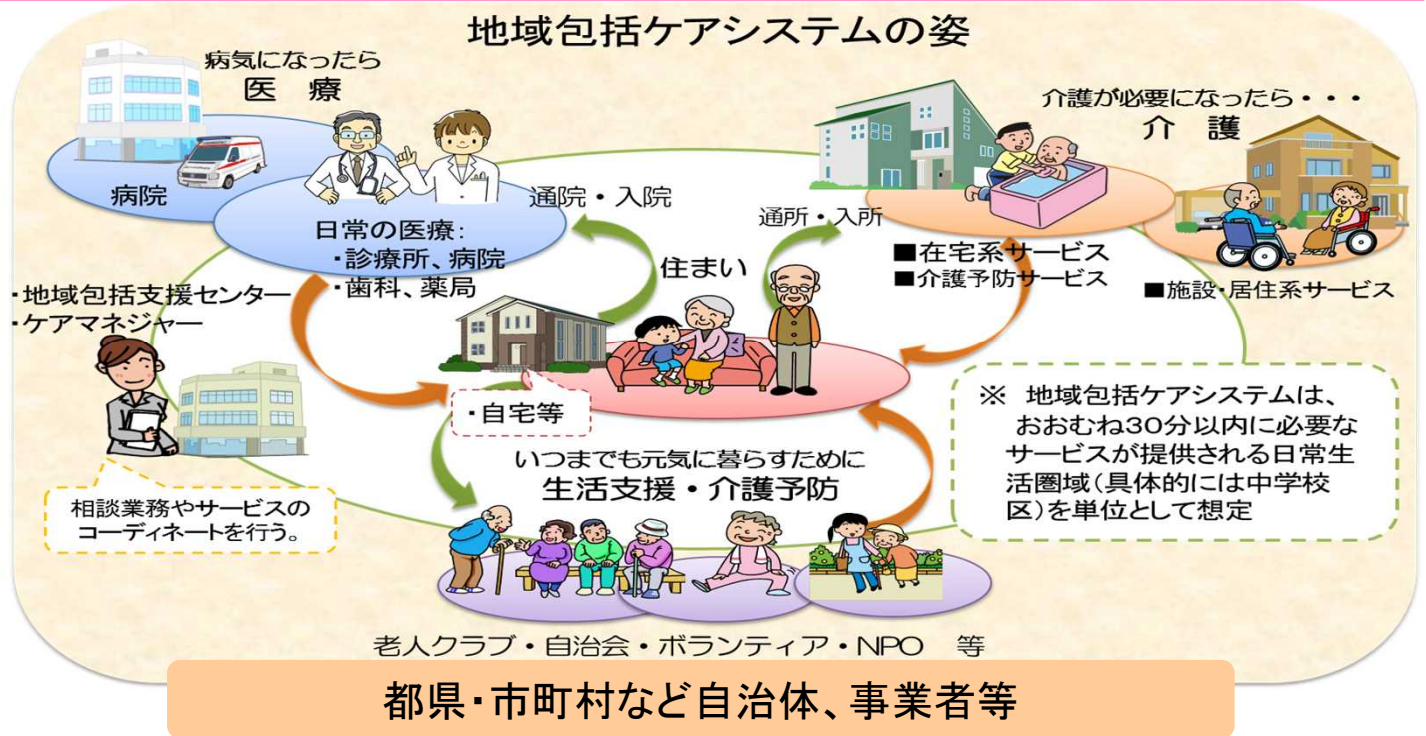 地域包括ケアシステムの姿
病気になったら
医 療
病院
日常の医療：
・診療所、病院
・歯科、薬局
通院・入院
住まい
通所・入所
介護が必要になったら・・・
介 護
■在宅系サービス
■介護予防サービス
■施設・居住系サービス
・地域包括支援センター
・ケアマネジャー
相談業務やサービスの
コーディネートを行う。
・自宅等
いつまでも元気に暮らすために
生活支援・介護予防
※ 地域包括ケアシステムは、
おおむね30分以内に必要な
サービスが提供される日常生
活圏域（具体的には中学校
区）を単位として想定
老人クラブ・自治会・ボランティア・NPO 等
都県・市町村など自治体、事業者等